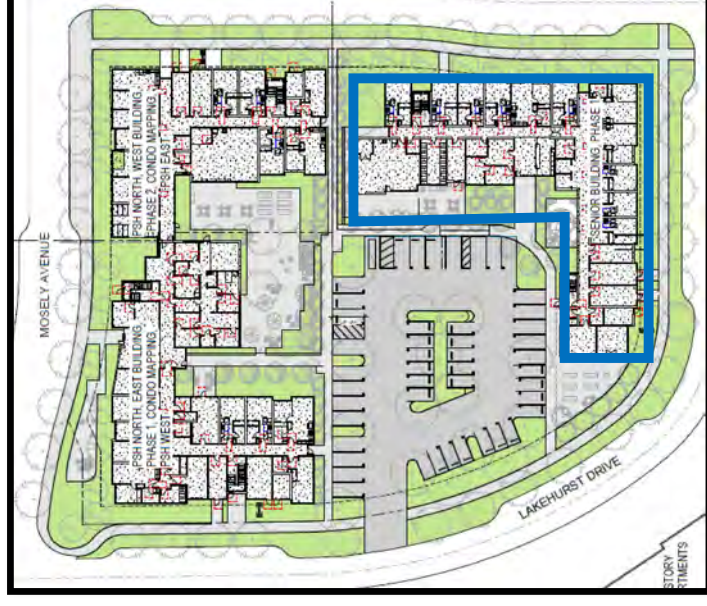 PSH NORTH, WEST BUILDING,
PHASE 2, CONDO MAPPING,
PSH EAST
SENIOR BUILDING, PHASE 1
MOSELY AVENUE
PSH NORTH, EAST BUILDING,
PHASE 1, CONDO MAPPING,
PSH WEST
LAKEHURST DRIVE
STORY
RTMENTS